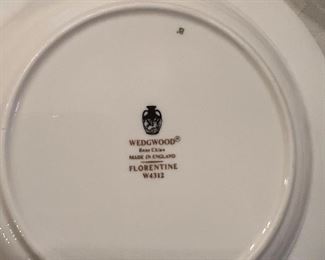 WEDGWOOD®
Bone China
MADE IN ENGLAND
FLORENTINE
W4312